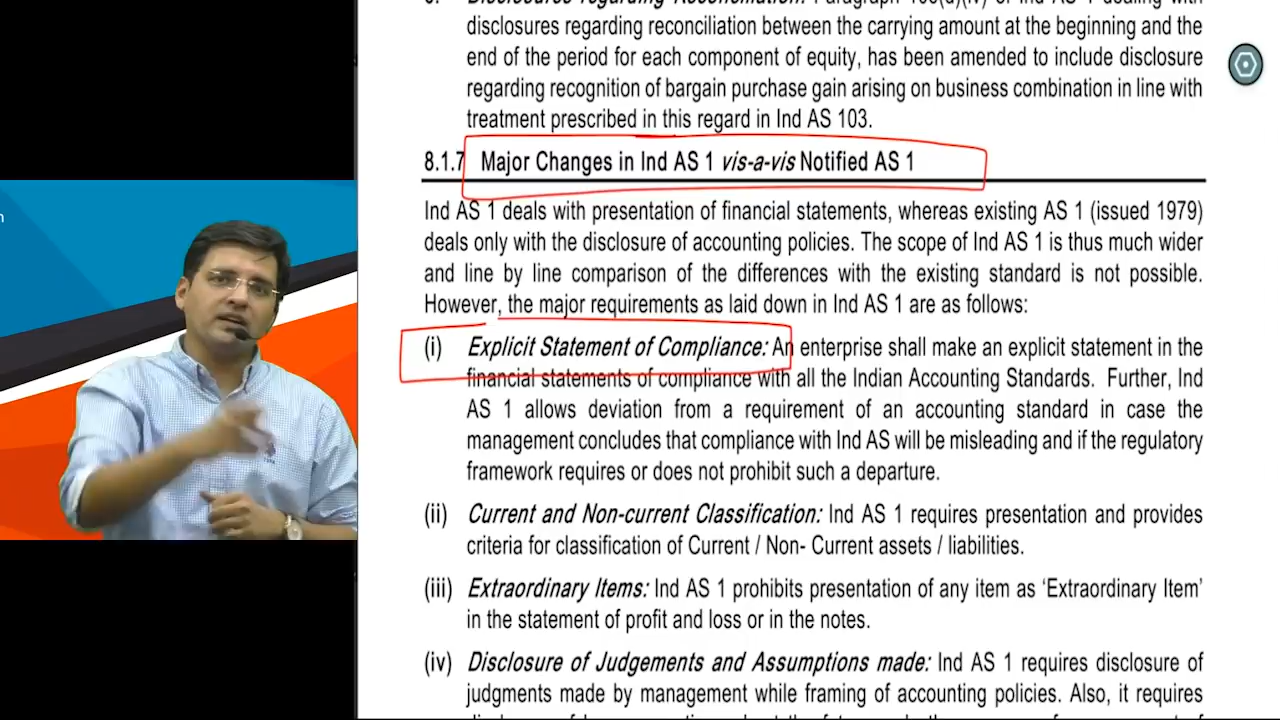 disclosures regarding reconciliation between the carrying amount at the beginning and the
end of the period for each component of equity, has been amended to include disclosure
regarding recognition of bargain purchase gain arising on business combination in line with
treatment prescribed in this regard in Ind AS 103.
8.1.7 Major Changes in Ind AS 1 vis-a-vis Notified AS 1
Ind AS 1 deals with presentation of financial statements, whereas existing AS 1 (issued 1979)
deals only with the disclosure of accounting policies. The scope of Ind AS 1 is thus much wider
and line by line comparison of the differences with the existing standard is not possible.
However, the major requirements as laid down in Ind AS 1 are as follows:
(i) Explicit Statement of Compliance: An enterprise shall make an explicit statement in the
financial statements of compliance with all the Indian Accounting Standards. Further, Ind
AS 1 allows deviation from a requirement of an accounting standard in case the
management concludes that compliance with Ind AS will be misleading and if the regulatory
framework requires or does not prohibit such a departure.
(ii) Current and Non-current Classification: Ind AS 1 requires presentation and provides
criteria for classification of Current / Non- Current assets / liabilities.
(iii) Extraordinary Items: Ind AS 1 prohibits presentation of any item as ‘Extraordinary Item’
in the statement of profit and loss or in the notes.
(iv) Disclosure of Judgements and Assumptions made: Ind AS 1 requires disclosure of
judgments made by management while framing of accounting policies. Also, it requires